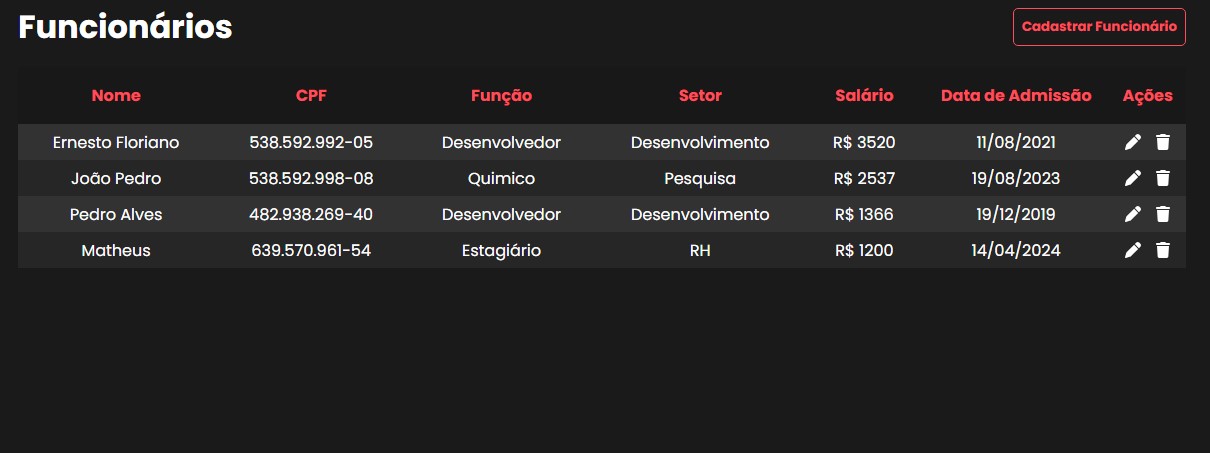 Funcionários
Cadastrar Funcionário
Nome CPF Função Setor Salário Data de Admissão Ações
Ernesto Floriano 538.592.992-05 Desenvolvedor Desenvolvimento R$ 3520 11/08/2021
João Pedro 538.592.998-08 Quimico Pesquisa R$ 2537 19/08/2023
Pedro Alves 482.938.269-40 Desenvolvedor Desenvolvimento R$ 1366 19/12/2019
Matheus 639.570.961-54 Estagiário RH R$ 1200 14/04/2024